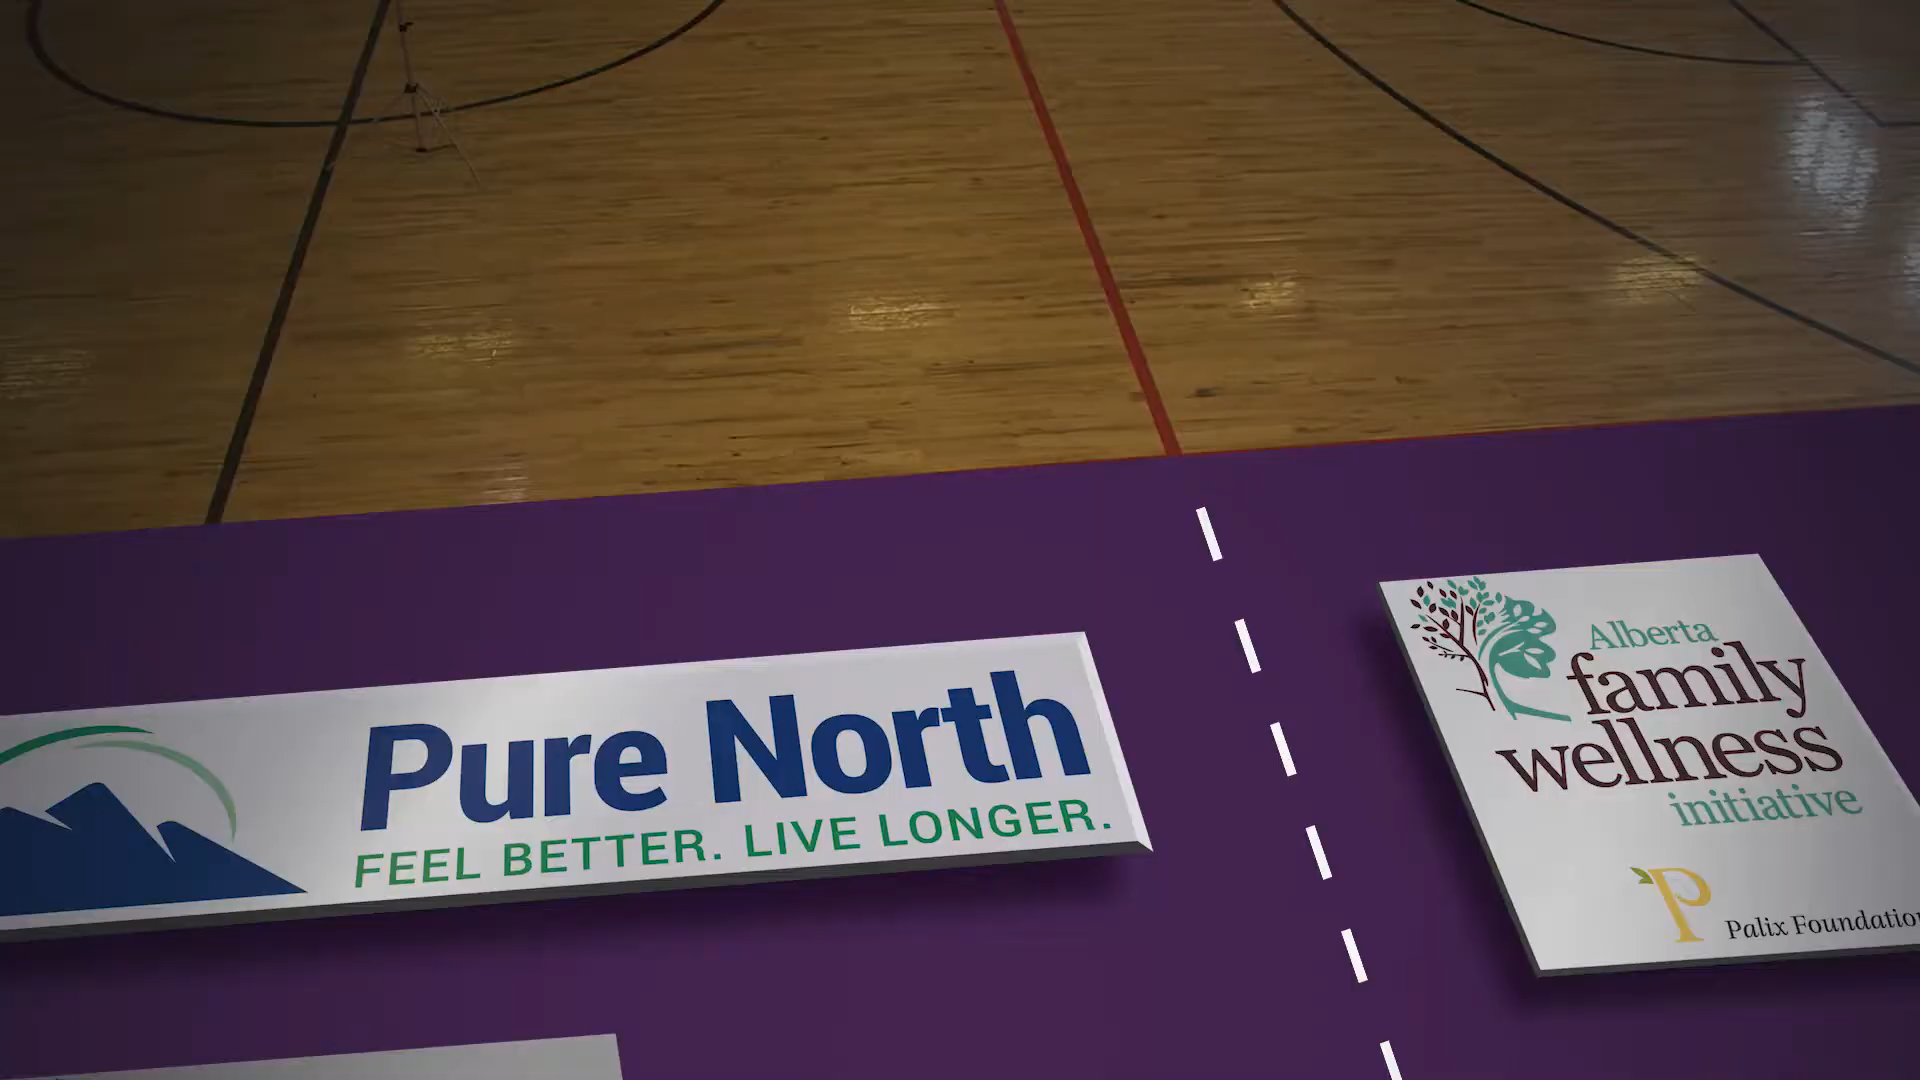 Pure North
FEEL BETTER. LIVE LONGER.
Alberta
family
wellness
initiative
P
Palix Foundation